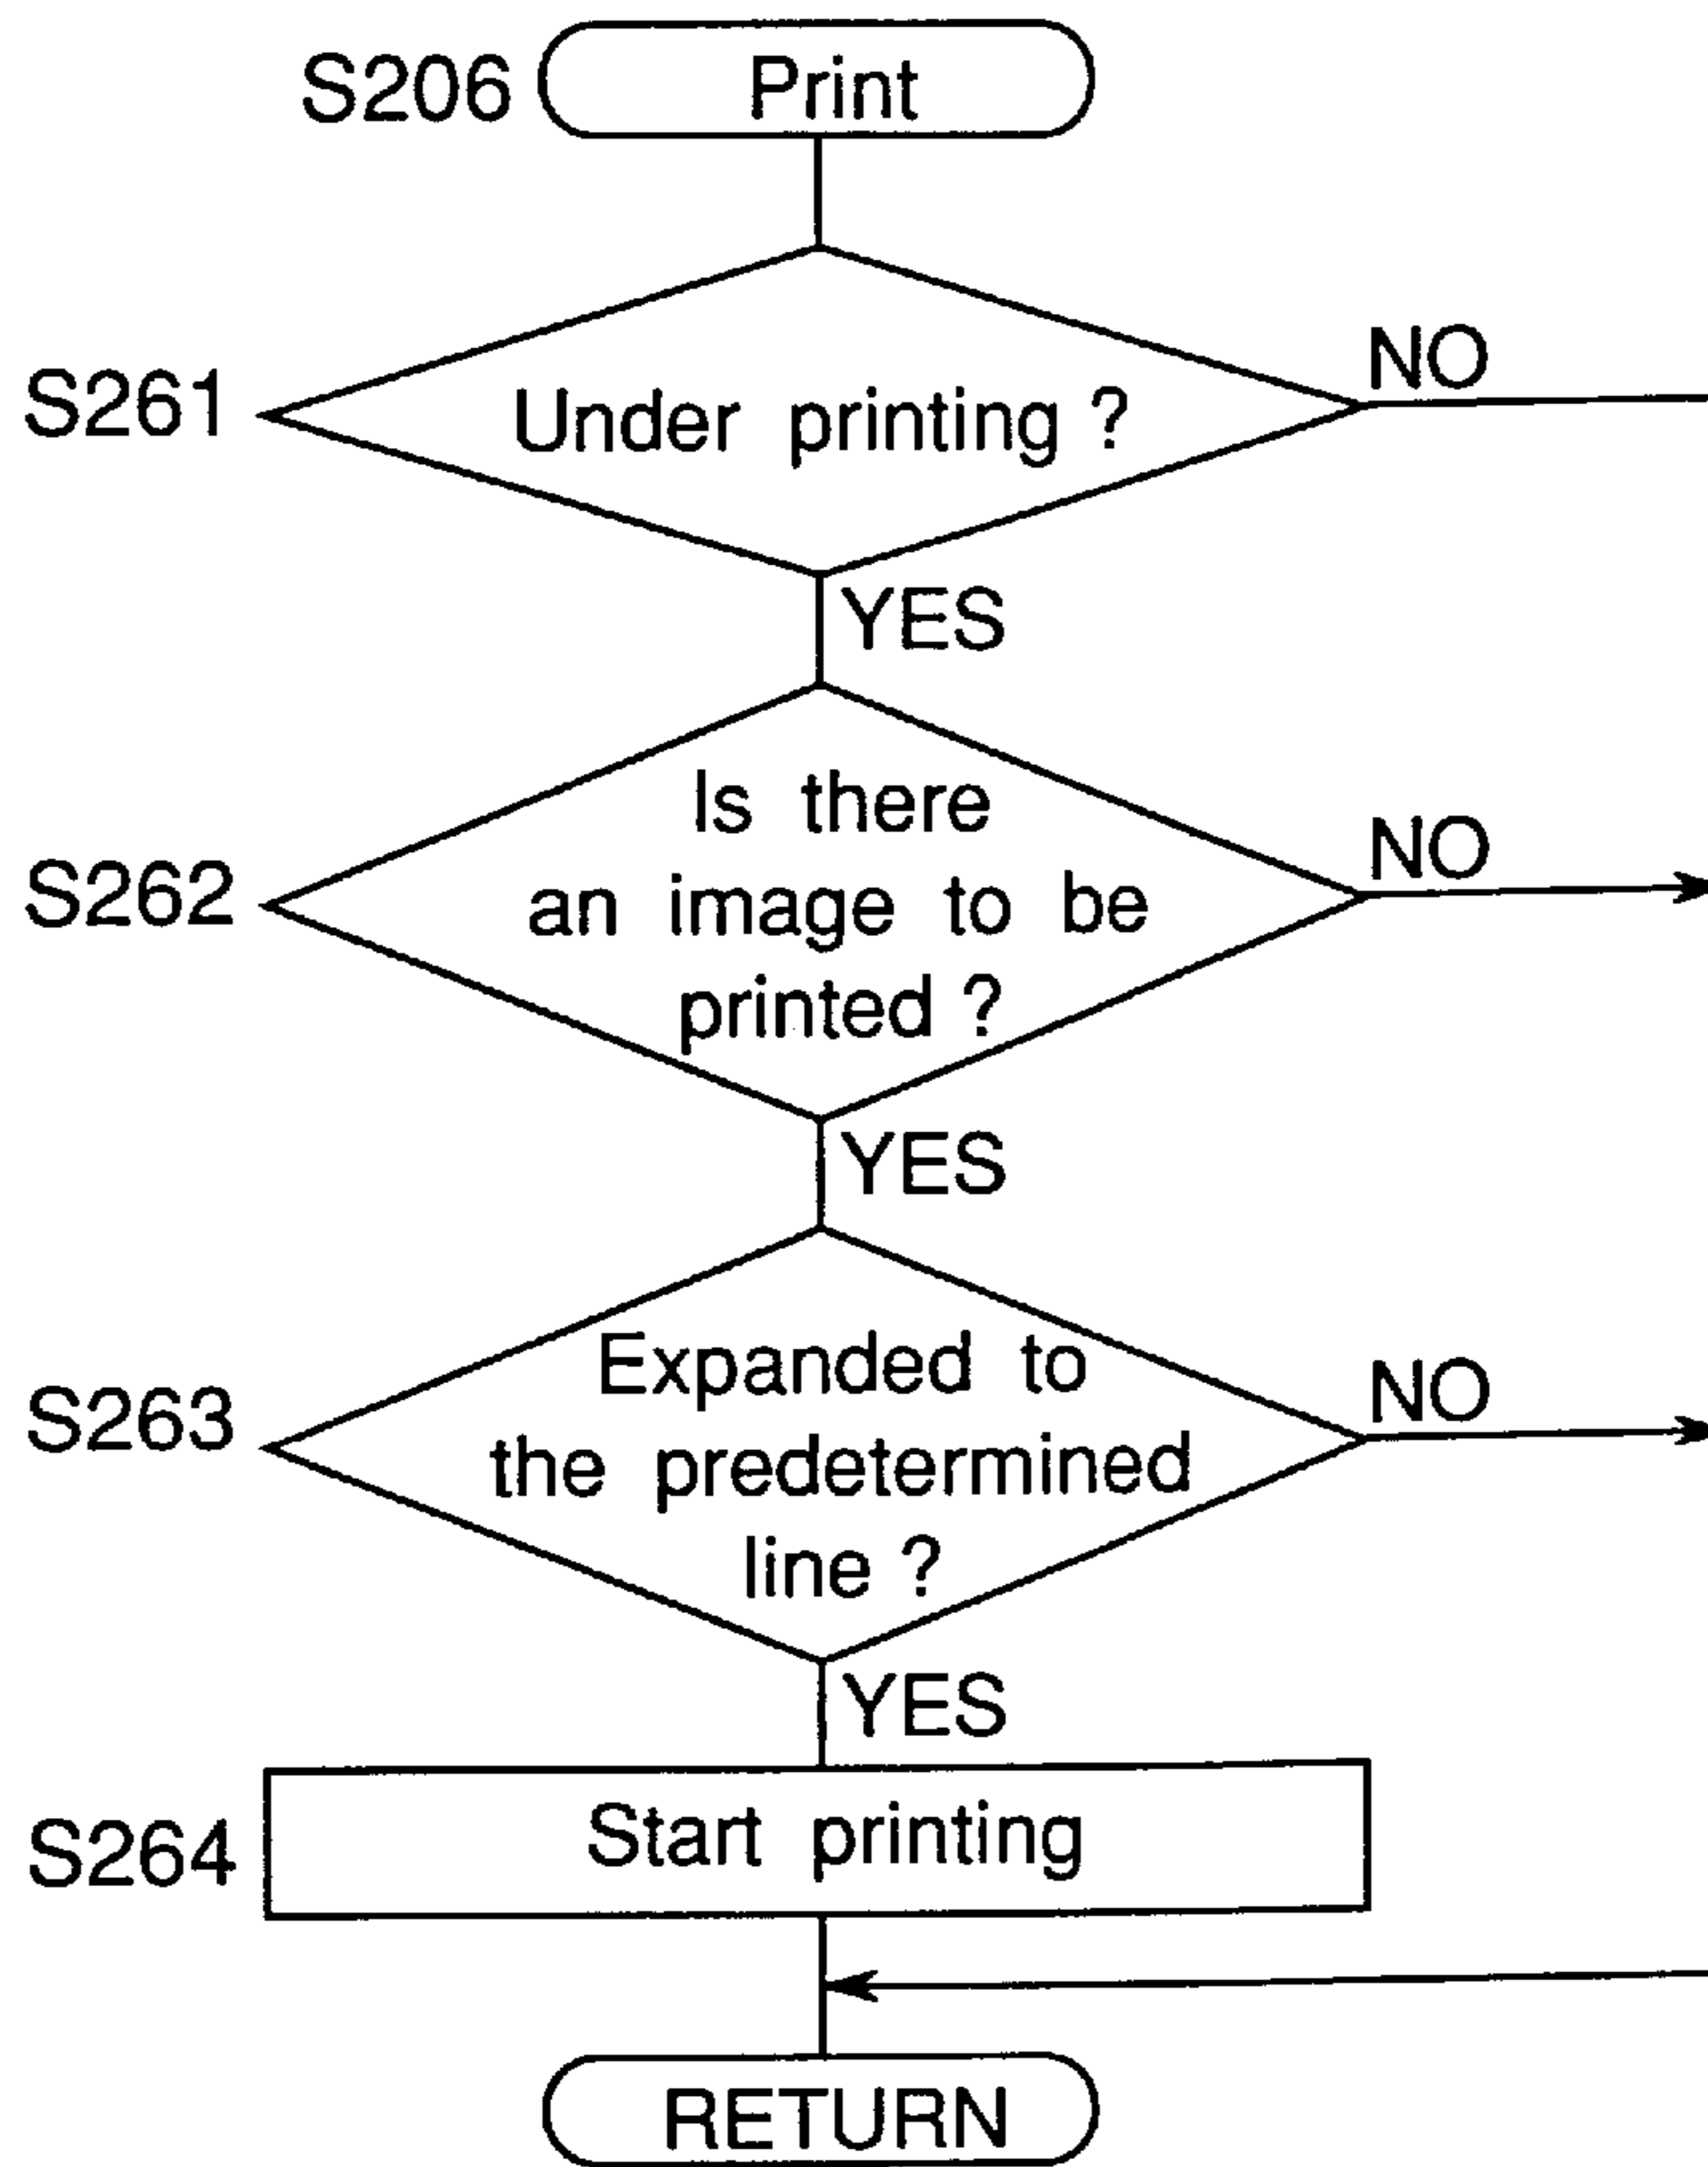 S206 Print
S261 Under printing ? NO
YES
Is there
S262 an image to be NO
printed ?
YES
Expanded to
S263 the predetermined NO
line ?
YES
S264 Start printing
RETURN